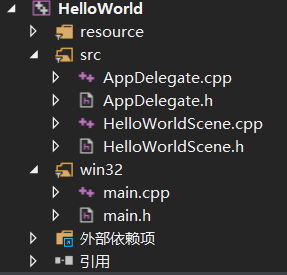 HelloWorld
resource
src
AppDelegate.cpp
AppDelegate.h
HelloWorldScene.cpp
HelloWorldScene.h
win32
main.cpp
main.h
外部依赖项
引用